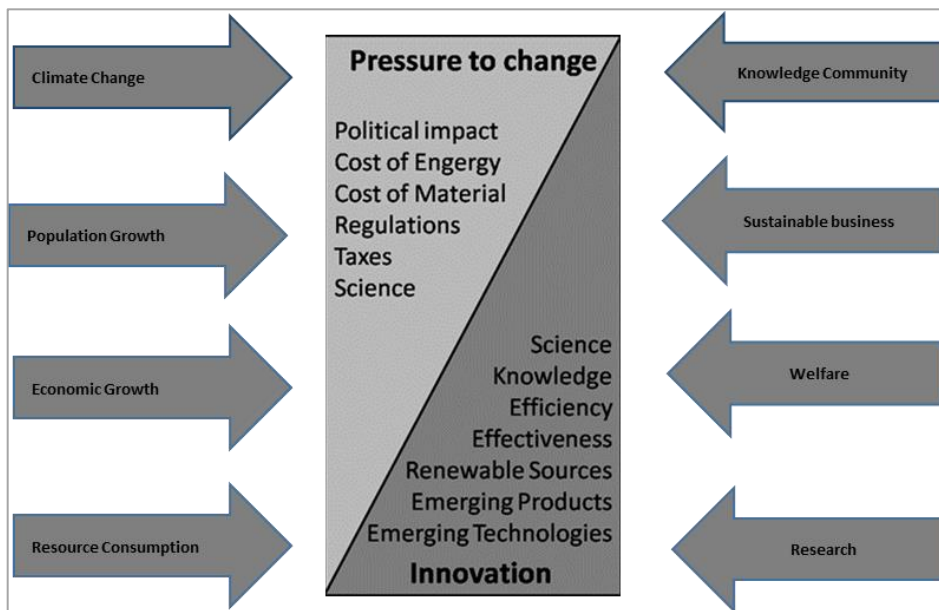 Climate Change
Population Growth
Economic Growth
Resource Consumption
Pressure to change
Political impact
Cost of Engergy
Cost of Material
Regulations
Taxes
Science
Science
Knowledge
Efficiency
Effectiveness
Renewable Sources
Emerging Products
Emerging Technologies
Innovation
Knowledge Community
Sustainable business
Welfare
Research